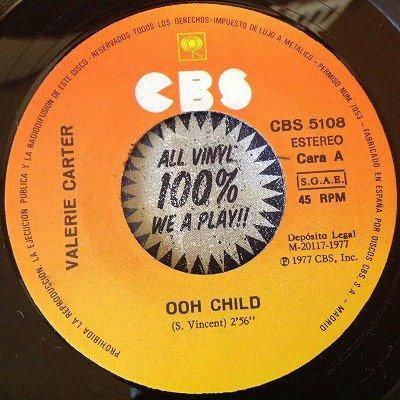 PROHIBIDA LA REPRODUCCION, LA EJECUCION PUBLICA Y LA RADIODIFUSION DE ESTE DISCO - RESERVADOS TODOS LOS DERECHOS - IMPUESTO DE LUJO A METALICO - PERMISO NUM 7053 - FABRICADO EN ESPAÑA POR DISCOS CBS, S. A. - MADRID
CBS
VALERIE CARTER
CBS 5108
ESTEREO
Cara A
S.G.A.E.
45 RPM
Depósito Legal
M-20117-1977
Ⓟ 1977 CBS, Inc.
ALL VINYL
100%
WE A PLAY!!
OOH CHILD
(S. Vincent) 2'56''